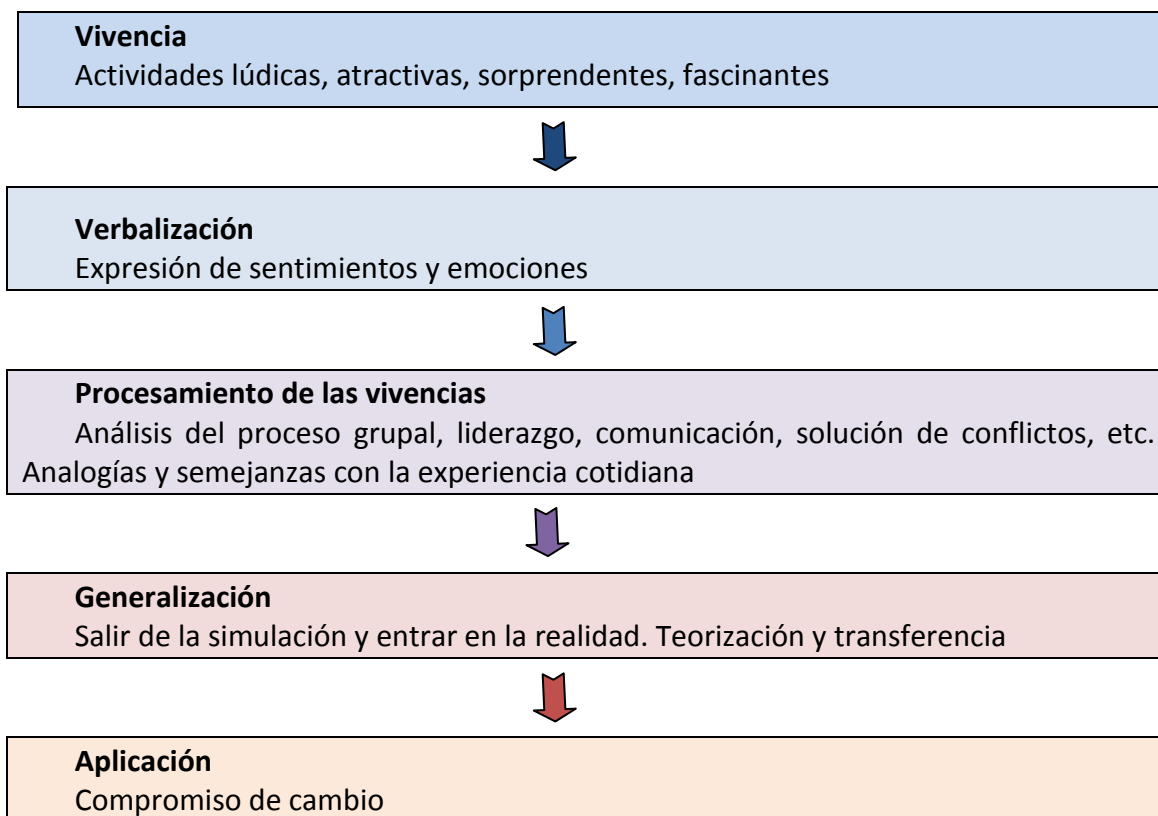 Vivencia
Actividades lúdicas, atractivas, sorprendentes, fascinantes
Verbalización
Expresión de sentimientos y emociones
Procesamiento de las vivencias
Análisis del proceso grupal, liderazgo, comunicación, solución de conflictos, etc.
Analogías y semejanzas con la experiencia cotidiana
Generalización
Salir de la simulación y entrar en la realidad. Teorización y transferencia
Aplicación
Compromiso de cambio